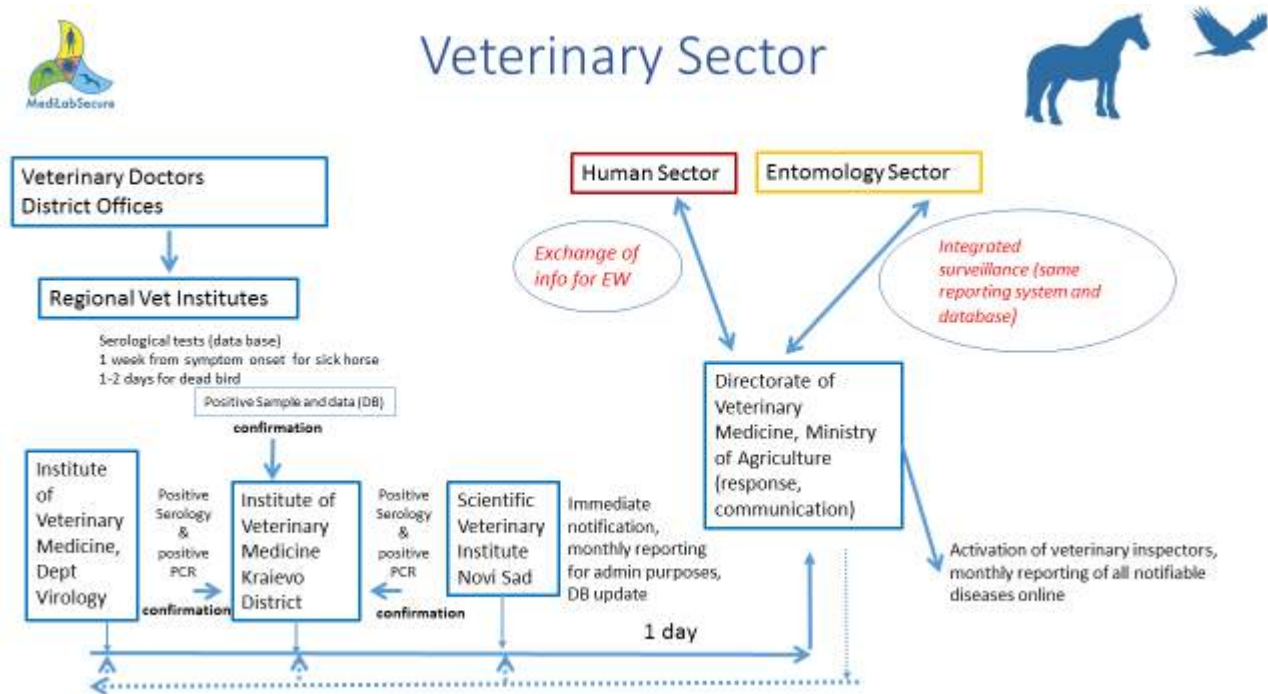 MediLabSecure
Veterinary Sector
Veterinary Doctors
District Offices
Human Sector
Entomology Sector
Exchange of
info for EW
Integrated
surveillance (same
reporting system and
database)
Regional Vet Institutes
Serological tests (data base)
1 week from symptom onset for sick horse
1-2 days for dead bird
Positive Sample and data (DB)
confirmation
Institute
of
Veterinary
Medicine,
Dept
Virology
Positive
Serology
&
positive
PCR
confirmation
Institute of
Veterinary
Medicine
Kraievo
District
Positive
Serology
&
positive
PCR
confirmation
Scientific
Veterinary
Institute
Novi Sad
Immediate
notification,
monthly reporting
for admin purposes,
DB update
Directorate of
Veterinary
Medicine, Ministry
of Agriculture
(response,
communication)
Activation of veterinary inspectors,
monthly reporting of all notifiable
diseases online
1 day